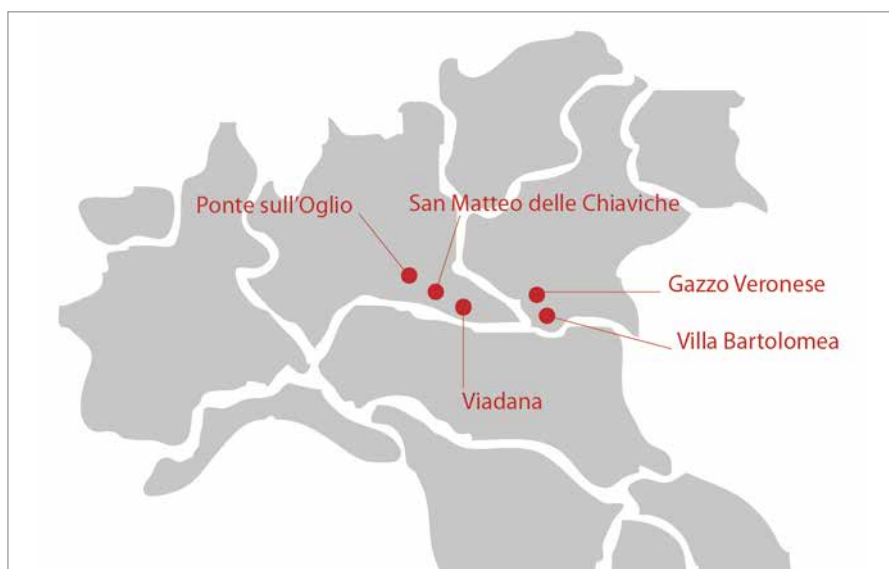 Ponte sull’Oglio
San Matteo delle Chiaviche
Gazzo Veronese
Villa Bartolomea
Viadana